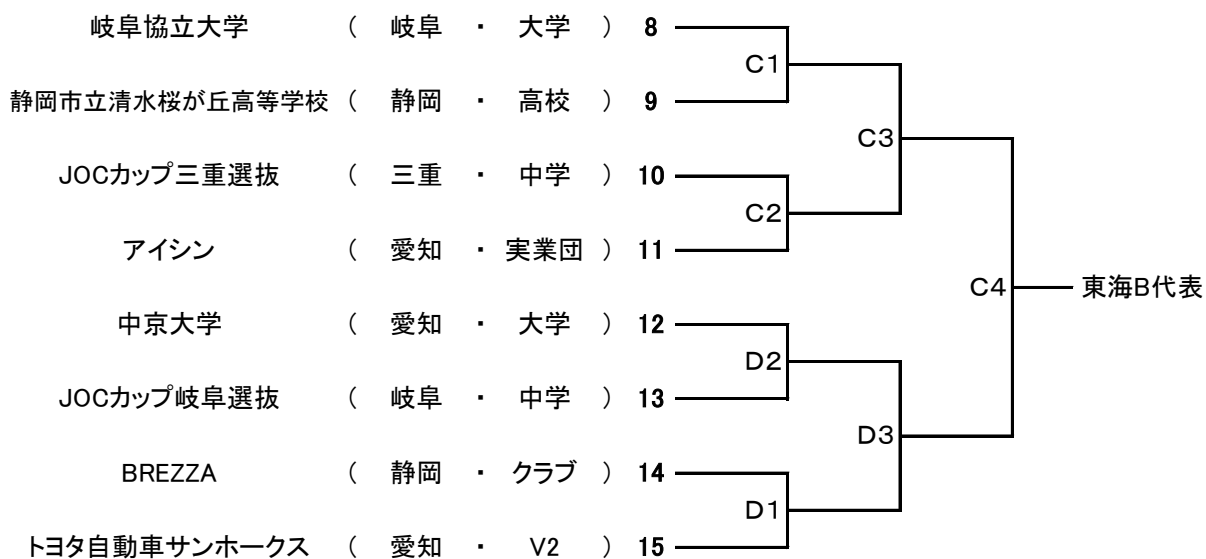 岐阜協立大学 ( 岐阜 ・ 大学 ) 8
C1
静岡市立清水桜が丘高等学校 ( 静岡 ・ 高校 ) 9
C3
JOCカップ三重選抜 ( 三重 ・ 中学 ) 10
C2
アイシン ( 愛知 ・ 実業団 ) 11
C4 東海B代表
中京大学 ( 愛知 ・ 大学 ) 12
D2
JOCカップ岐阜選抜 ( 岐阜 ・ 中学 ) 13
D3
BREZZA ( 静岡 ・ クラブ ) 14
D1
トヨタ自動車サンホークス ( 愛知 ・ V2 ) 15